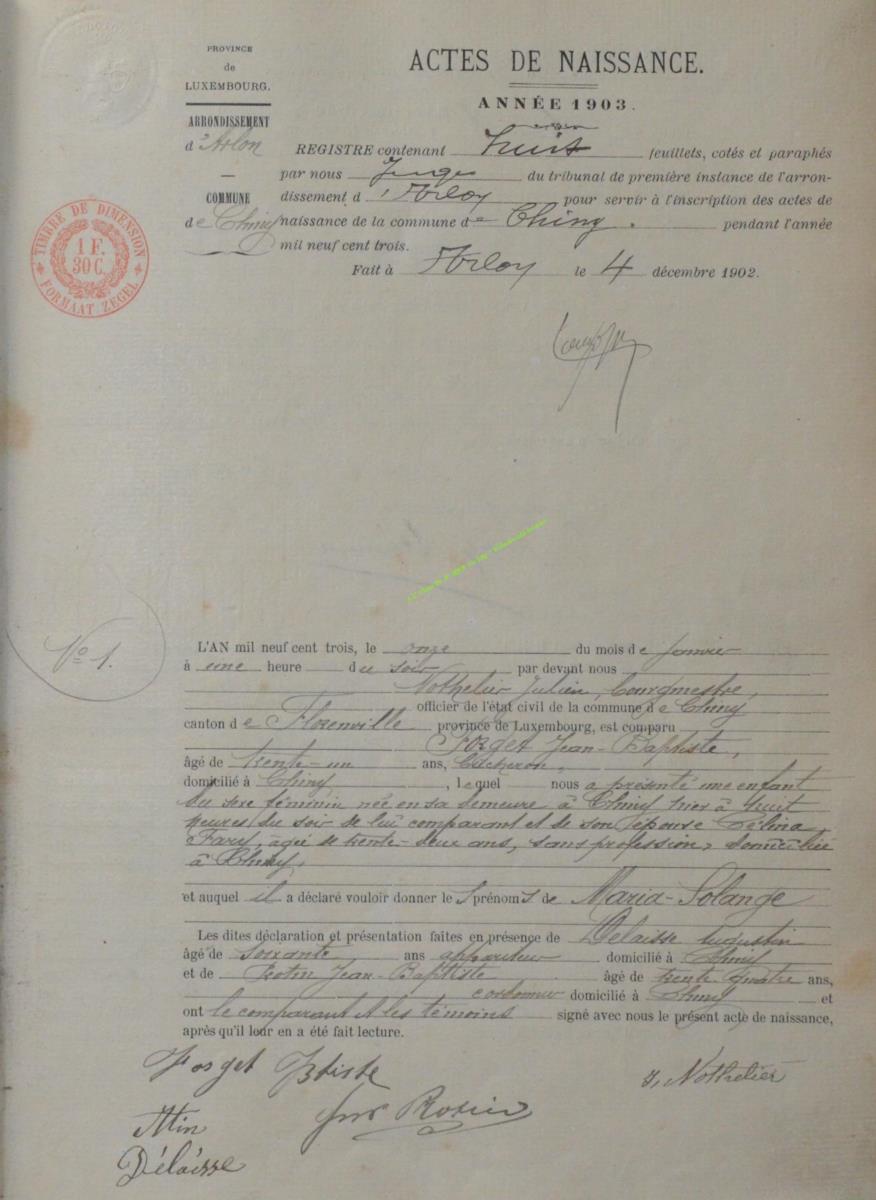 PROVINCE
de
LUXEMBOURG.
ARRONDISSEMENT
d'Arlon
COMMUNE
de Chiny
TIMBRE DE DIMENSION
1 F.
30 C.
FORMAAT ZEGEL
ACTES DE NAISSANCE.
ANNÉE 1903.
REGISTRE contenant huit feuillets, cotés et paraphés
par nous Juge du tribunal de première instance de l'arron-
dissement d'Arlon pour servir à l'inscription des actes de
naissance de la commune de Chiny. pendant l'année
mil neuf cent trois.
Fait à Arlon le 4 décembre 1902.
No 1.
L'AN mil neuf cent trois, le onze du mois de janvier
à une heure du soir par devant nous
Nothelier Julien, bourgmestre,
officier de l'état civil de la commune de Chiny
canton de Florenville province de Luxembourg, est comparu
Forget Jean-Baptiste,
âgé de trente-un ans,
domicilié à Chiny, lequel nous a présenté une enfant
du sexe féminin née en sa demeure à Chiny hier à huit
heures du soir de lui comparant et de son épouse Célina
Fary, agée de trente-deux ans, sans profession, domiciliée
à Chiny,
et auquel il a déclaré vouloir donner les prénoms de Maria-Solange
Les dites déclaration et présentation faites en présence de Delaisse Augustin
âgé de soixante ans appariteur domicilié à Chiny
et de Rotin Jean-Baptiste âgé de trente quatre ans,
cordonnier domicilié à Chiny et
ont le comparant et les témoins signé avec nous le présent acte de naissance,
après qu'il leur en a été fait lecture.
Forget Btiste
J. Nothelier
Rotin
Délaisse